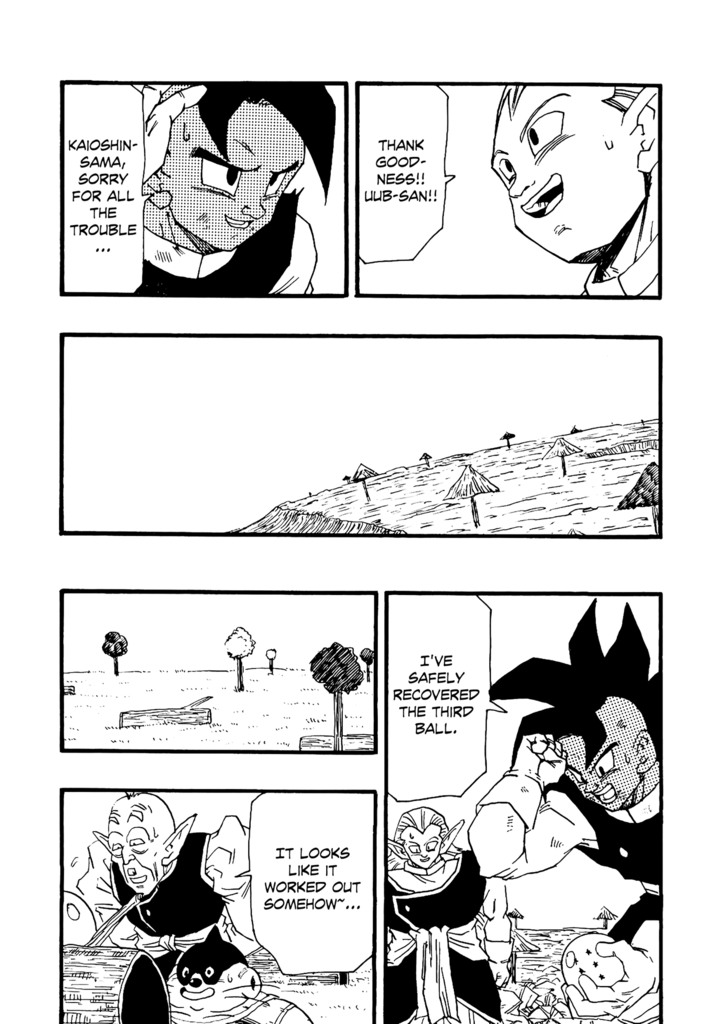 THANK
GOOD-
NESS!!
UUB-SAN!!
KAIOSHIN-
SAMA,
SORRY
FOR ALL
THE
TROUBLE
...
I'VE
SAFELY
RECOVERED
THE THIRD
BALL.
IT LOOKS
LIKE IT
WORKED OUT
SOMEHOW~...